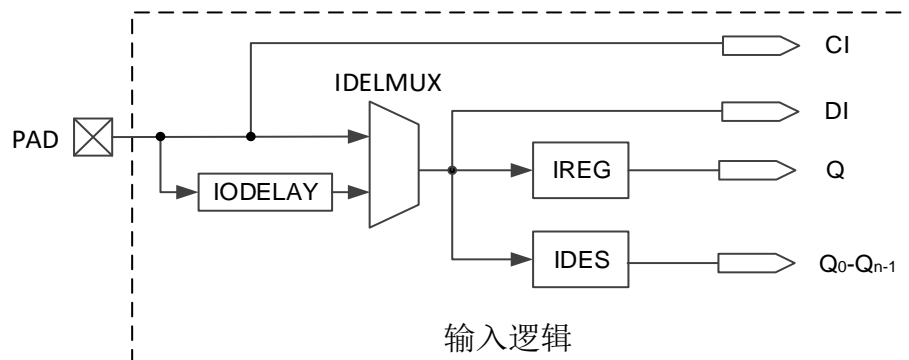 CI
IDELMUX
DI
PAD
IODELAY
IREG
Q
IDES
Q0-Qn-1
输入逻辑